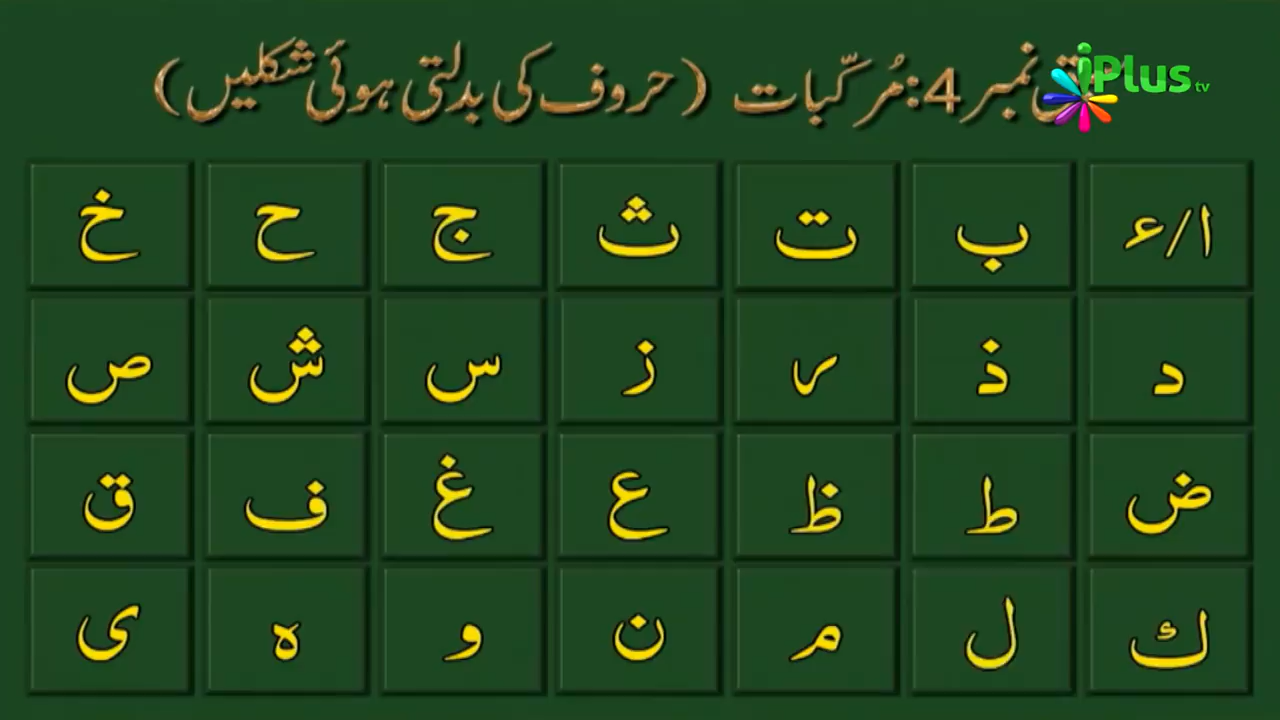 نمبر 4: مُرکّبات (حروف کی بدلتی ہوئی شکلیں)
iPlus tv
ا/ء ب ت ث ج ح خ
د ذ ر ز س ش ص
ض ط ظ ع غ ف ق
ك ل م ن و ہ ی